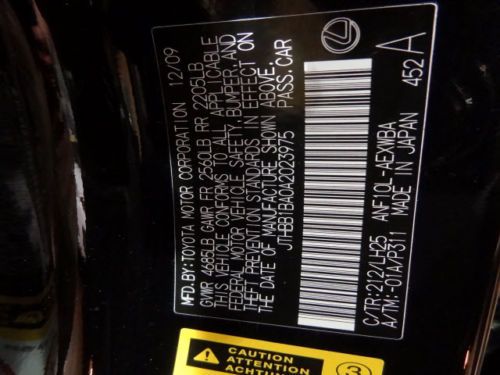 MFD.BY:TOYOTA MOTOR CORPORATION 12/09
GVWR 4685LB GAWR FR 2560LB RR 2205LB
THIS VEHICLE CONFORMS TO ALL APPLICABLE
FEDERAL MOTOR VEHICLE SAFETY, BUMPER, AND
THEFT PREVENTION STANDARDS IN EFFECT ON
THE DATE OF MANUFACTURE SHOWN ABOVE.
JTHBB1BA0A2023975 PASS.CAR
C/TR:212/LH25 ANF10L-AEXWBA
A/TM:-01A/P311 MADE IN JAPAN 452 A
CAUTION
ATTENTION
3